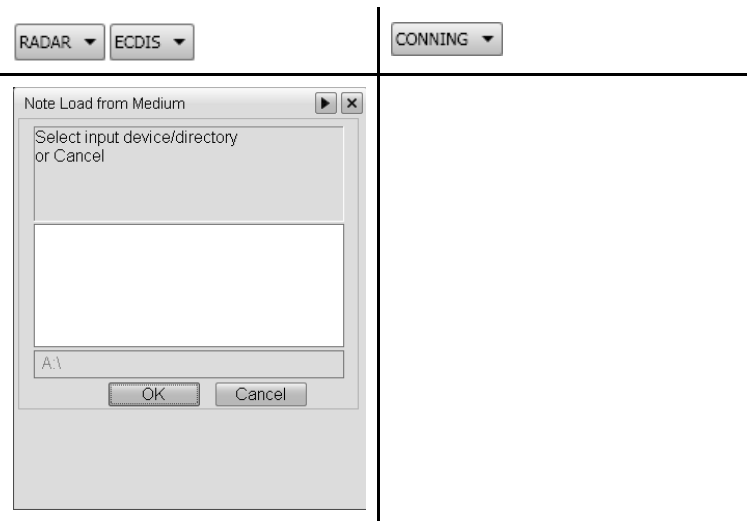 RADAR ECDIS CONNING
Note Load from Medium
Select input device/directory
or Cancel
A:\
OK Cancel